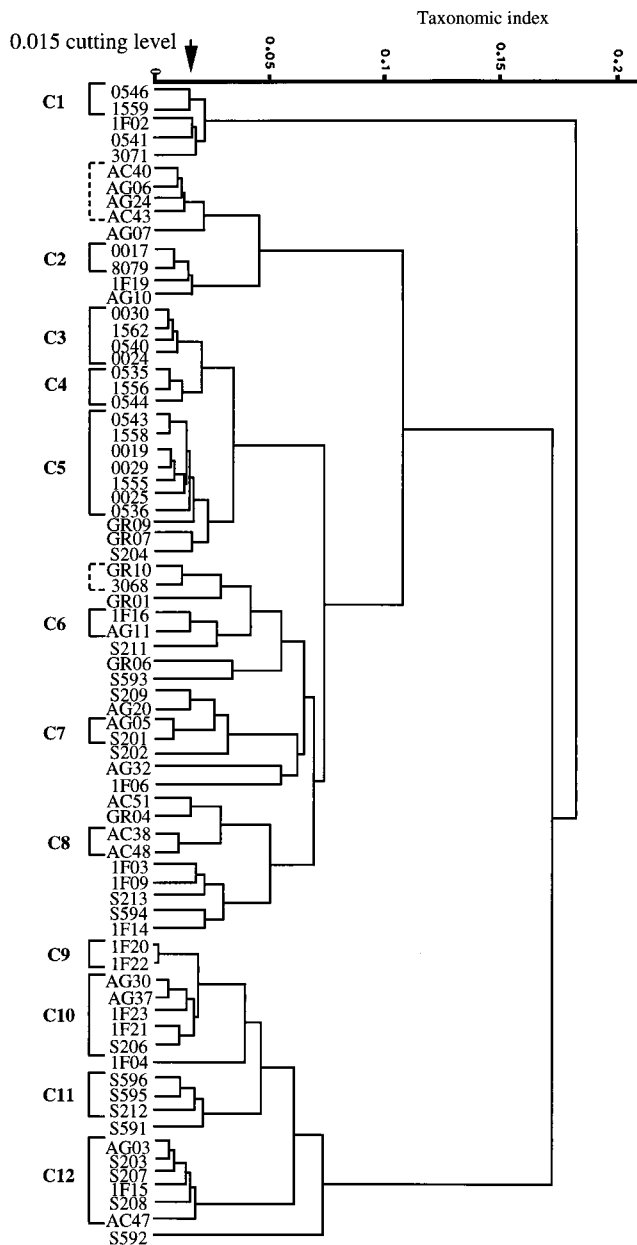 Taxonomic index
0.015 cutting level
0
0.05
0.1
0.15
0.2
C1
0546
1559
1F02
0541
3071
AC40
AG06
AG24
AC43
AG07
C2
0017
8079
1F19
AG10
C3
0030
1562
0540
0024
C4
0535
1556
0544
C5
0543
1558
0019
0029
1555
0025
0536
GR09
GR07
S204
GR10
3068
GR01
C6
1F16
AG11
S211
GR06
S593
S209
AG20
C7
AG05
S201
S202
AG32
1F06
AC51
GR04
C8
AC38
AC48
1F03
1F09
S213
S594
1F14
C9
1F20
1F22
C10
AG30
AG37
1F23
1F21
S206
1F04
C11
S596
S595
S212
S591
C12
AG03
S203
S207
1F15
S208
AC47
S592